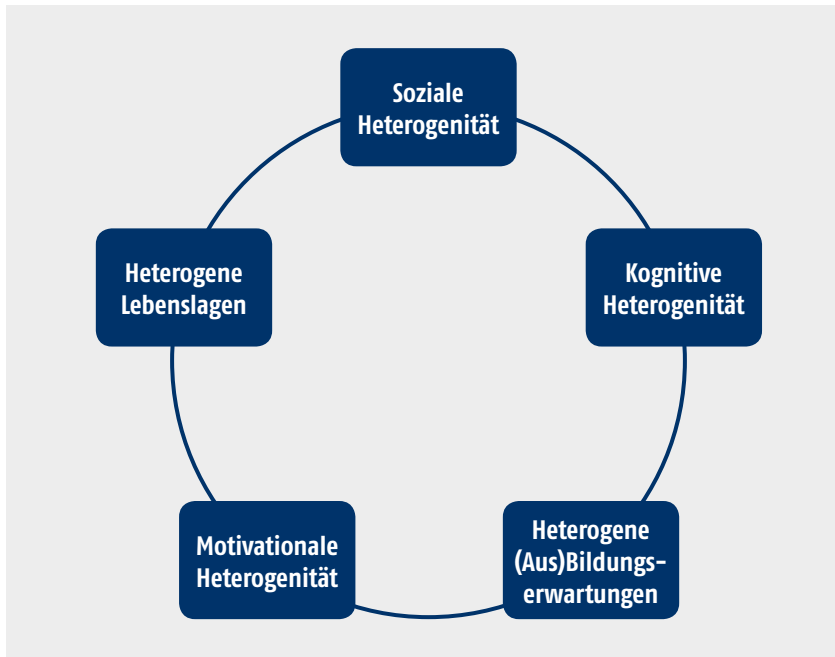 Soziale
Heterogenität
Kognitive
Heterogenität
Heterogene
(Aus)Bildungs-
erwartungen
Motivationale
Heterogenität
Heterogene
Lebenslagen